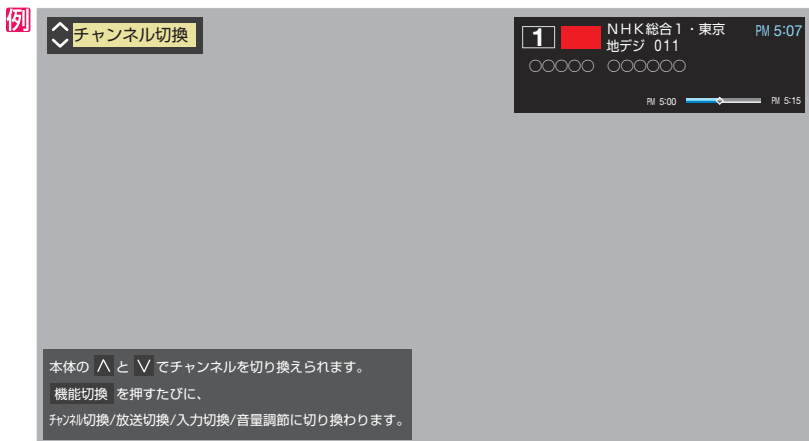 例
チャンネル切換
1 NHK総合1・東京 PM 5:07
地デジ 011
○○○○○ ○○○○○○
PM 5:00 PM 5:15
本体の ∧ と ∨ でチャンネルを切り換えられます。
機能切換 を押すたびに、
ﾁｬﾝﾈﾙ切換/放送切換/入力切換/音量調節に切り換わります。